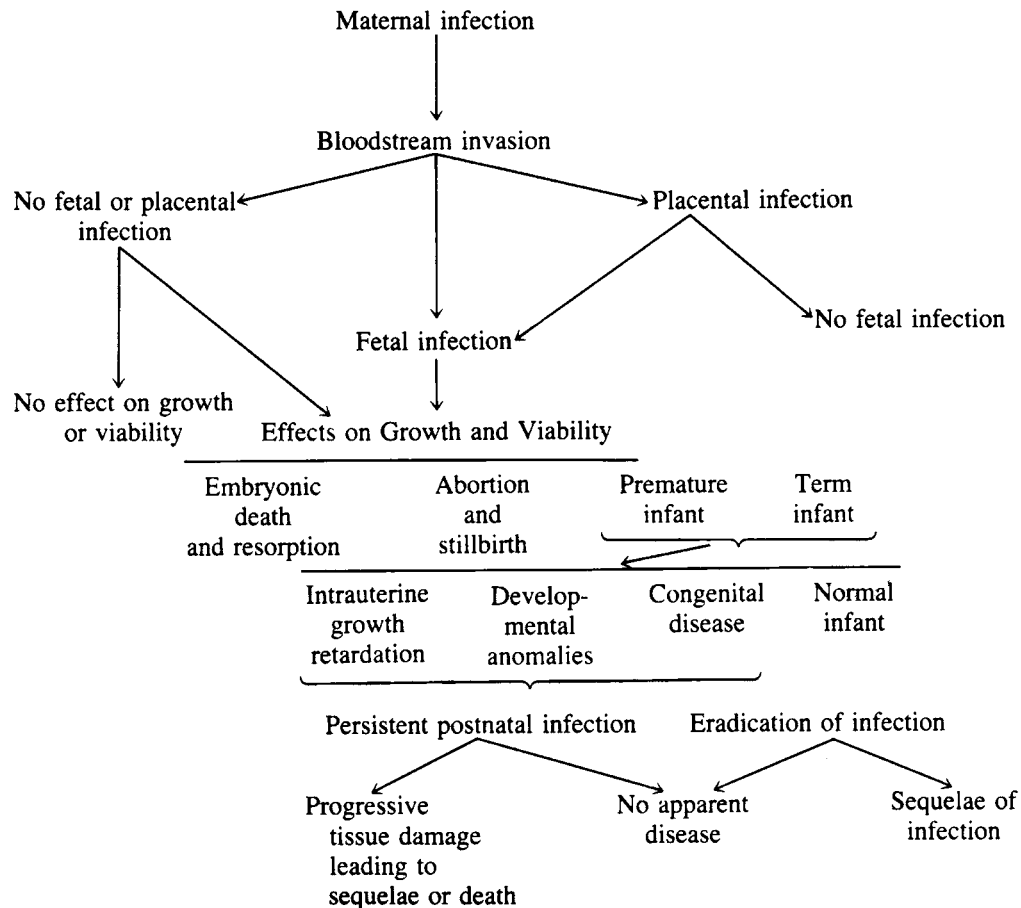 Maternal infection
Bloodstream invasion
No fetal or placental
infection
Placental infection
No fetal infection
Fetal infection
No effect on growth
or viability
Effects on Growth and Viability
Embryonic
death
and resorption
Abortion
and
stillbirth
Premature
infant
Term
infant
Intrauterine
growth
retardation
Develop-
mental
anomalies
Congenital
disease
Normal
infant
Persistent postnatal infection
Eradication of infection
Progressive
tissue damage
leading to
sequelae or death
No apparent
disease
Sequelae of
infection